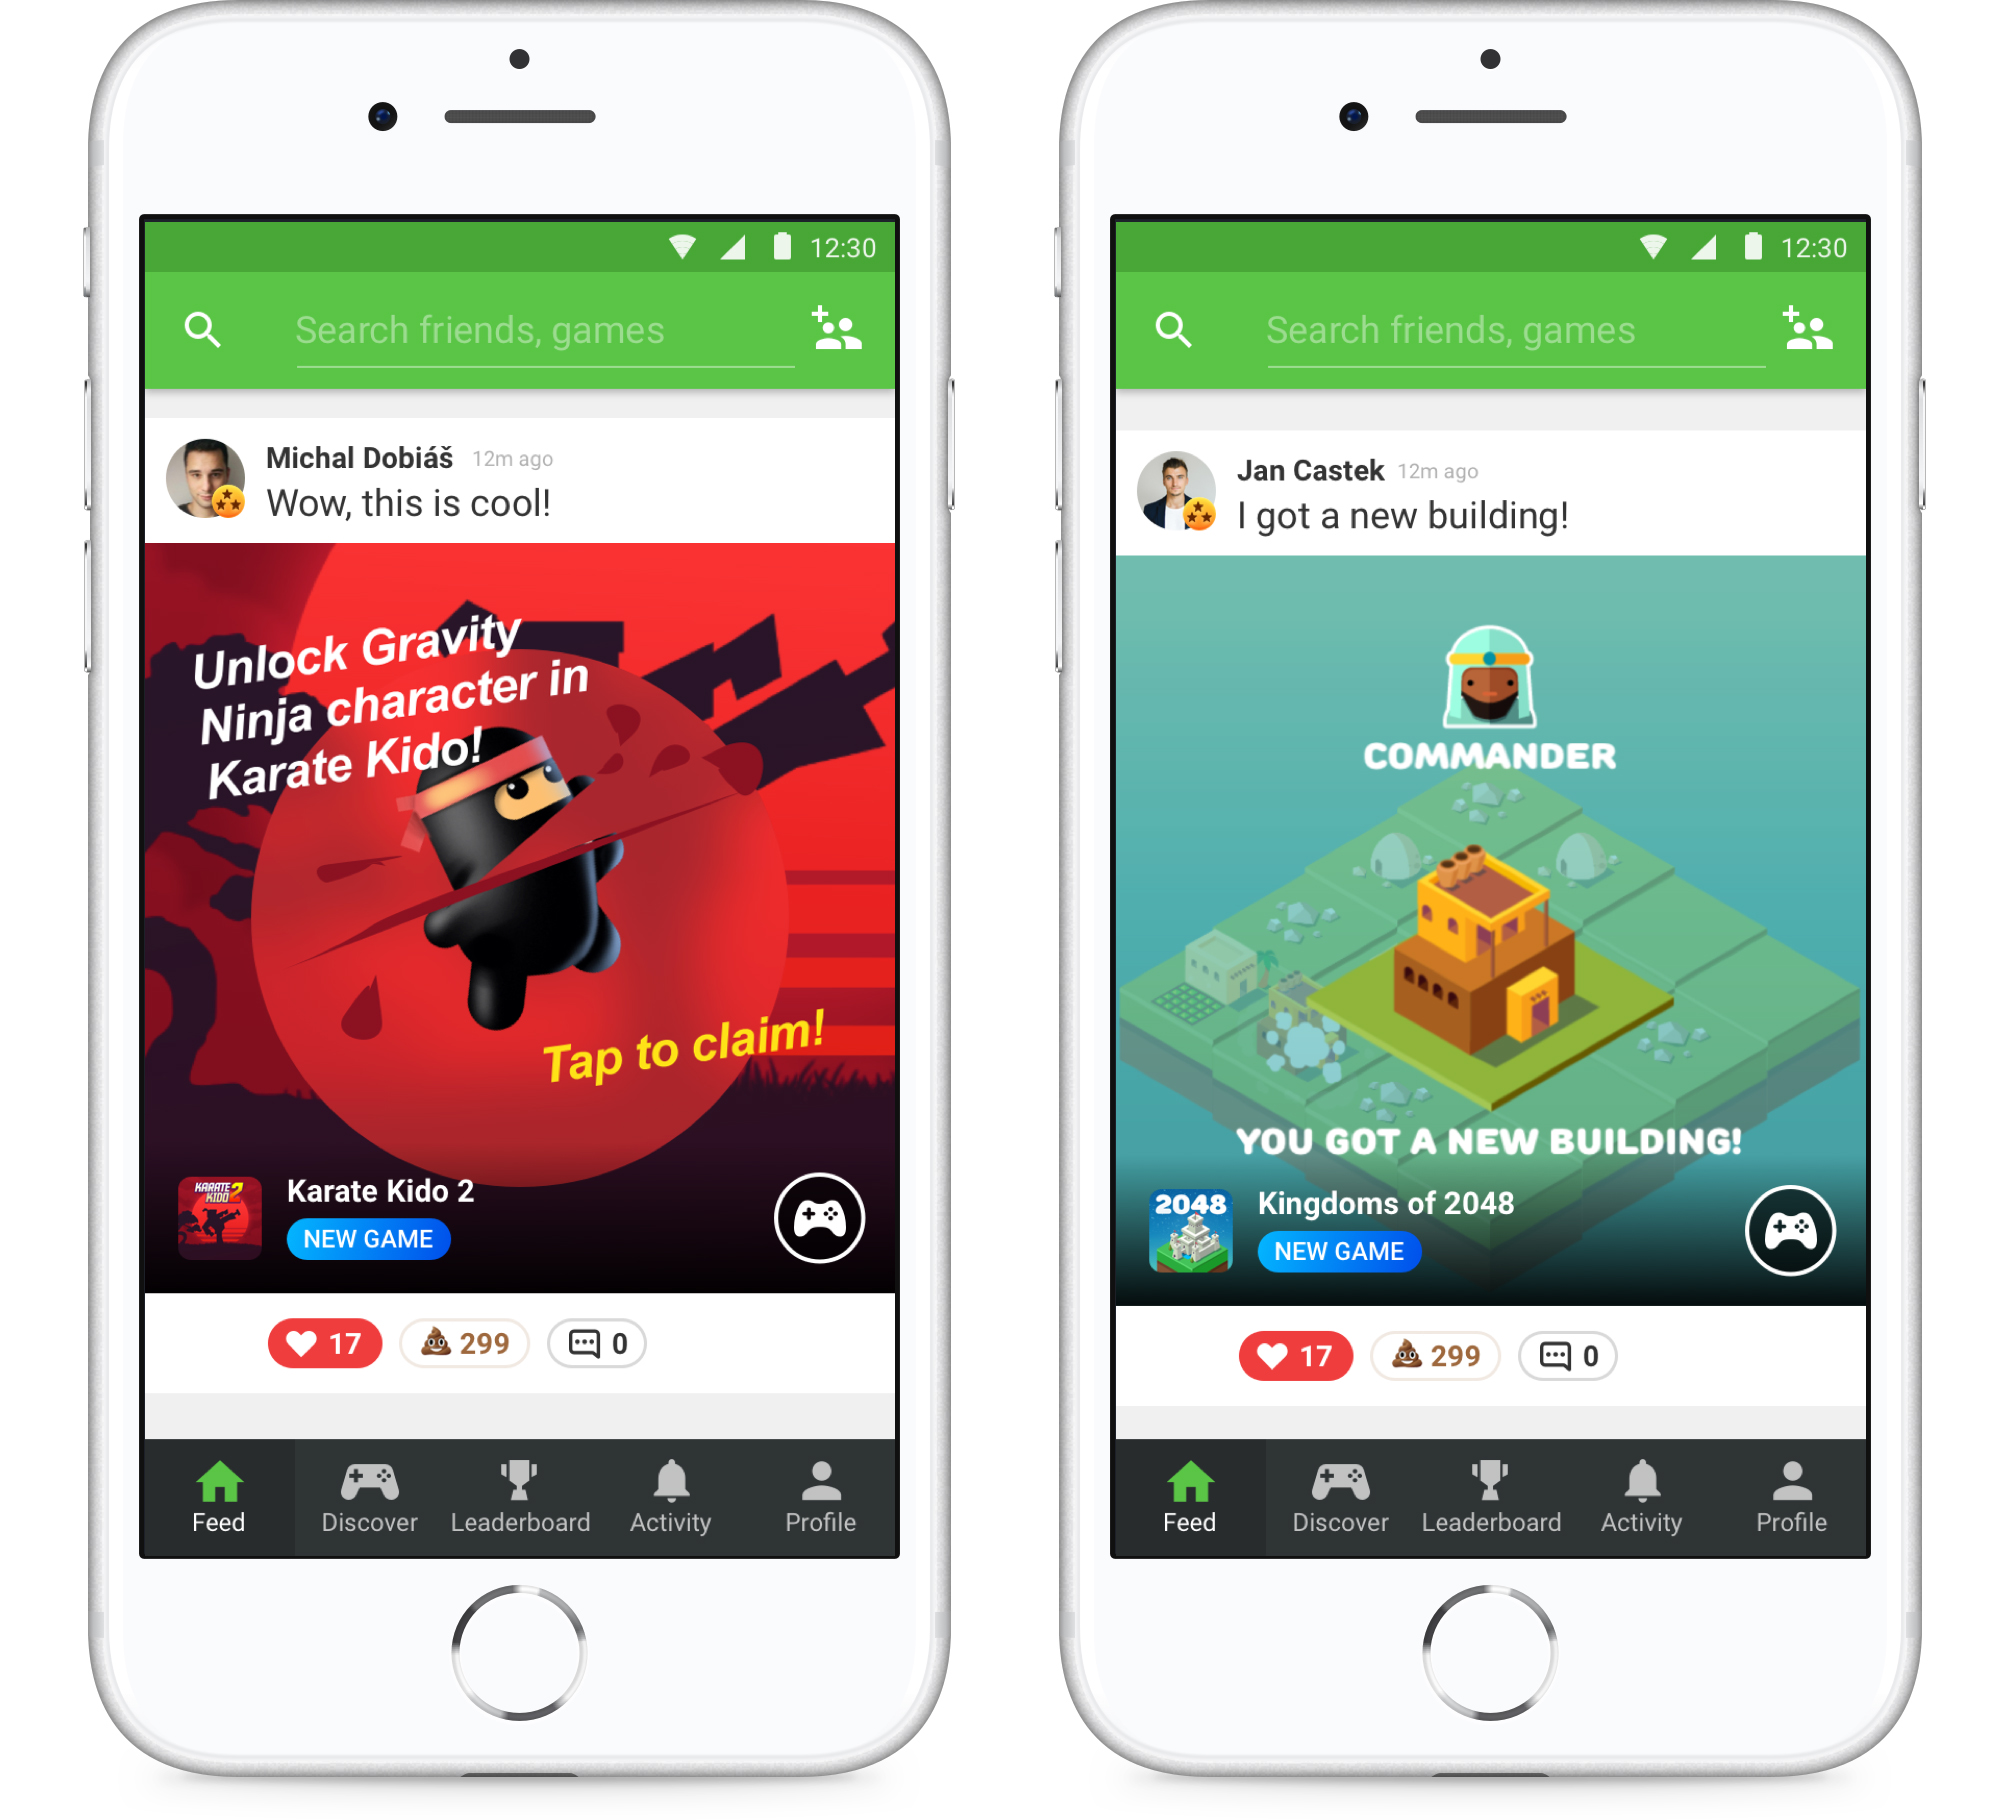 12:30
Search friends, games
Michal Dobiáš 12m ago
Wow, this is cool!
Unlock Gravity
Ninja character in
Karate Kido!
Tap to claim!
KARATE
KIDO 2
Karate Kido 2
NEW GAME
17 299 0
Feed Discover Leaderboard Activity Profile
12:30
Search friends, games
Jan Castek 12m ago
I got a new building!
COMMANDER
YOU GOT A NEW BUILDING!
2048
Kingdoms of 2048
NEW GAME
17 299 0
Feed Discover Leaderboard Activity Profile